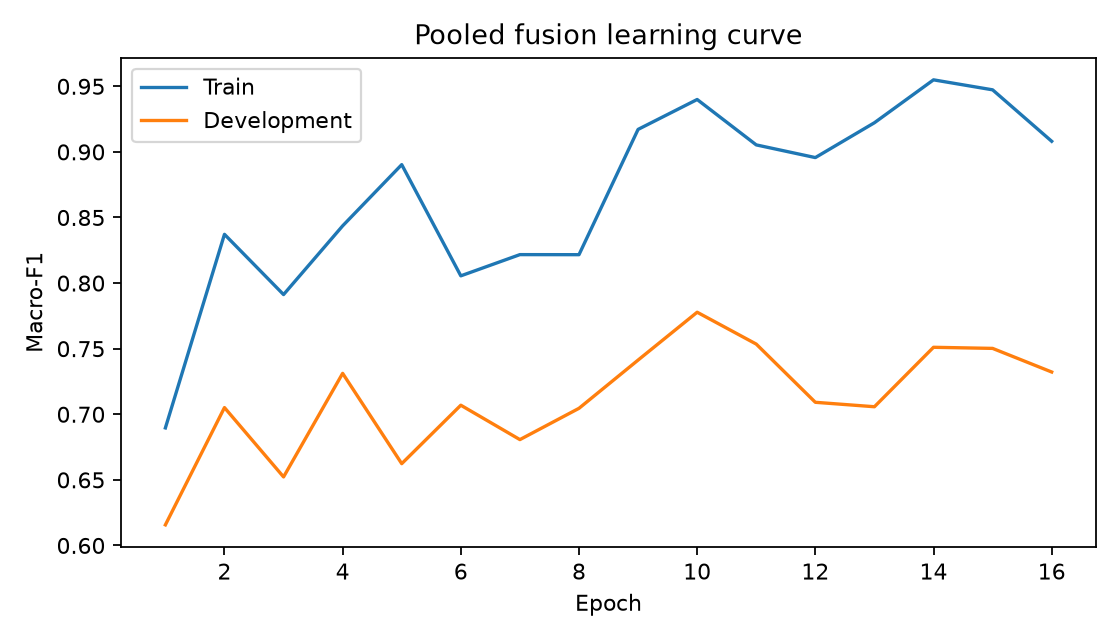 Pooled fusion learning curve
Train
Development
Macro-F1
0.95
0.90
0.85
0.80
0.75
0.70
0.65
0.60
2 4 6 8 10 12 14 16
Epoch